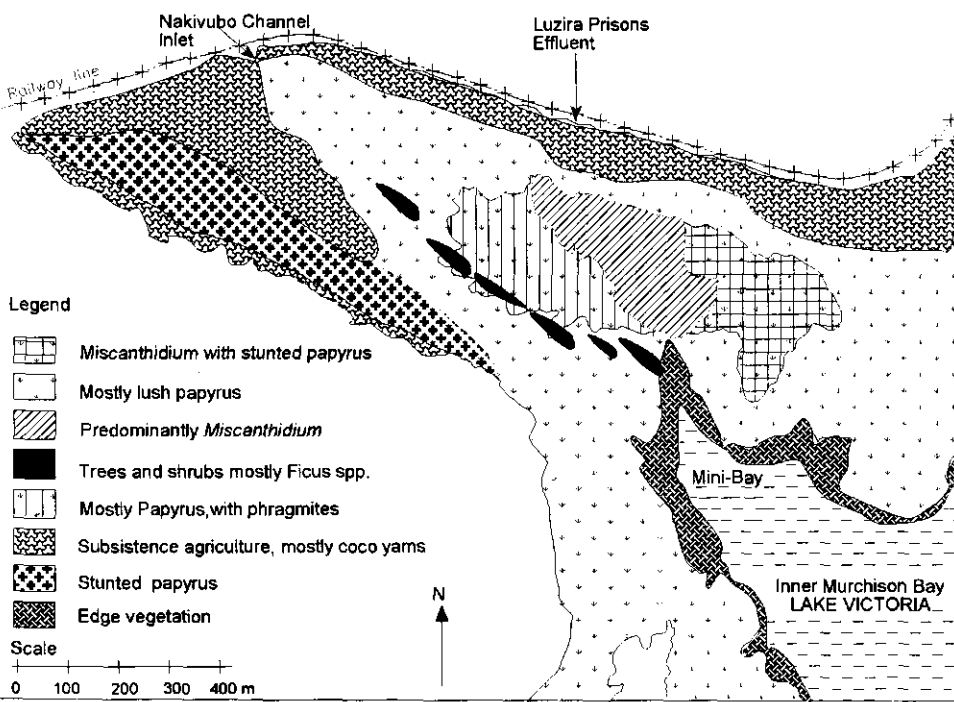 Nakivubo Channel
Inlet
Luzira Prisons
Effluent
Railway line
Legend
Miscanthidium with stunted papyrus
Mostly lush papyrus
Predominantly Miscanthidium
Trees and shrubs mostly Ficus spp.
Mostly Papyrus, with phragmites
Subsistence agriculture, mostly coco yams
Stunted papyrus
Edge vegetation
Scale
0 100 200 300 400 m
N
Mini-Bay
Inner Murchison Bay
LAKE VICTORIA